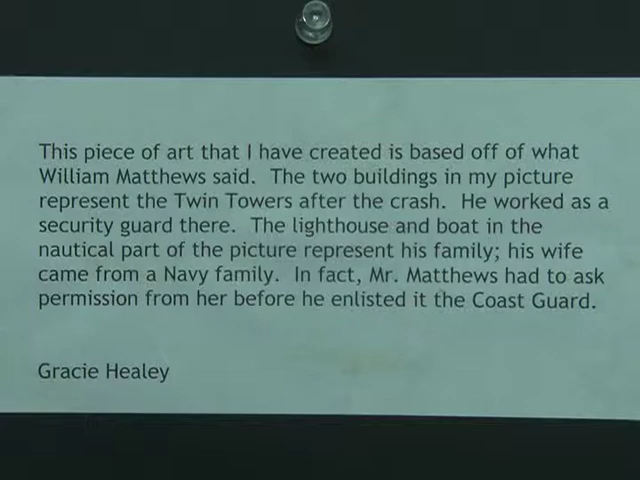 This piece of art that I have created is based off of what
William Matthews said. The two buildings in my picture
represent the Twin Towers after the crash. He worked as a
security guard there. The lighthouse and boat in the
nautical part of the picture represent his family; his wife
came from a Navy family. In fact, Mr. Matthews had to ask
permission from her before he enlisted it the Coast Guard.
Gracie Healey